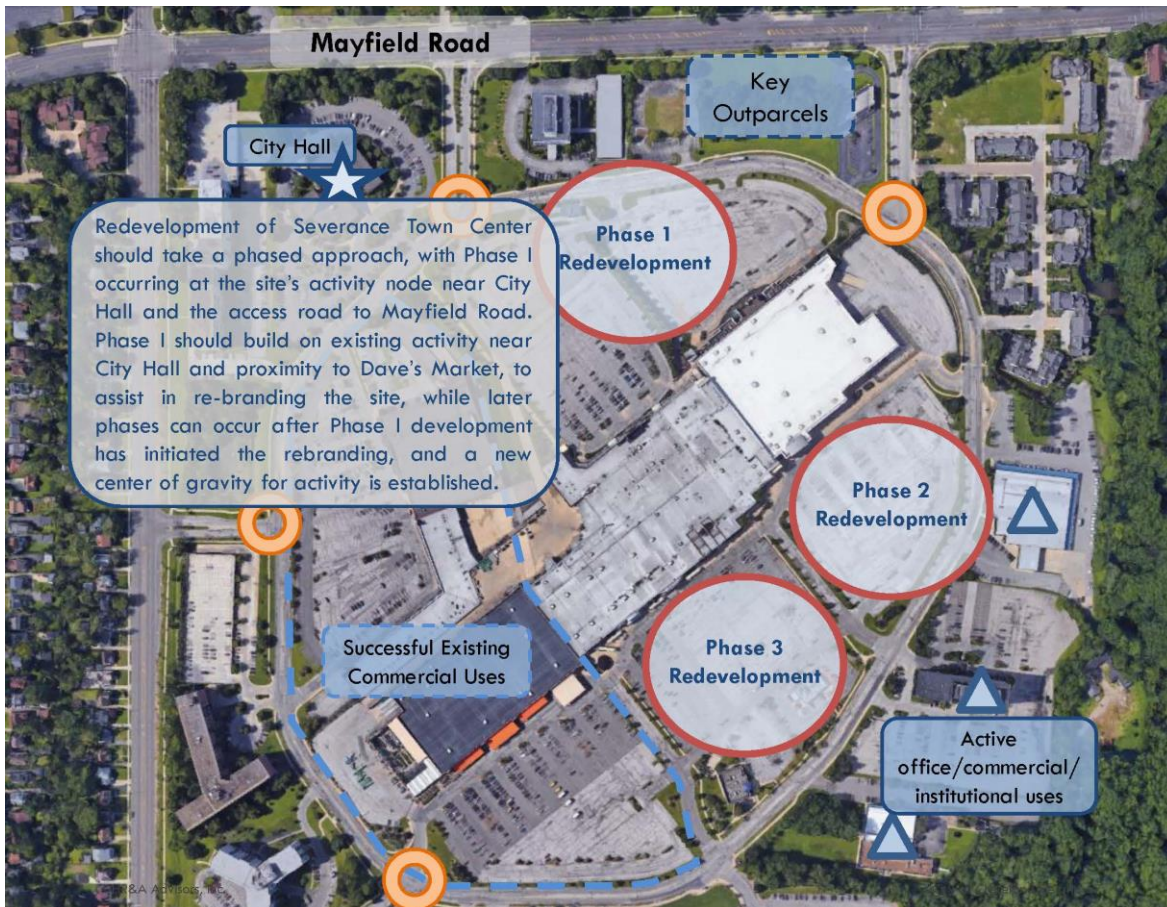 Mayfield Road
Key
Outparcels
City Hall
Redevelopment of Severance Town Center
should take a phased approach, with Phase I
occurring at the site's activity node near City
Hall and the access road to Mayfield Road.
Phase I should build on existing activity near
City Hall and proximity to Dave's Market, to
assist in re-branding the site, while later
phases can occur after Phase I development
has initiated the rebranding, and a new
center of gravity for activity is established.
Phase 1
Redevelopment
Phase 2
Redevelopment
Phase 3
Redevelopment
Successful Existing
Commercial Uses
Active
office/commercial/
institutional uses
Advisors, Inc.